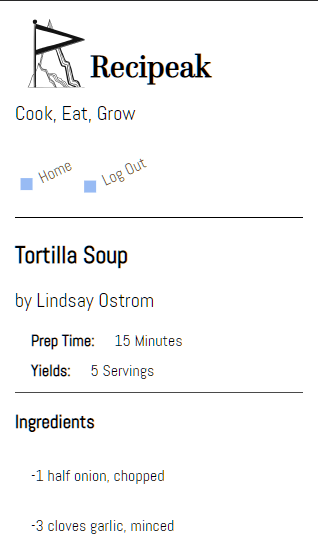 Recipeak
Cook, Eat, Grow
Home Log Out
Tortilla Soup
by Lindsay Ostrom
Prep Time: 15 Minutes
Yields: 5 Servings
Ingredients
-1 half onion, chopped
-3 cloves garlic, minced